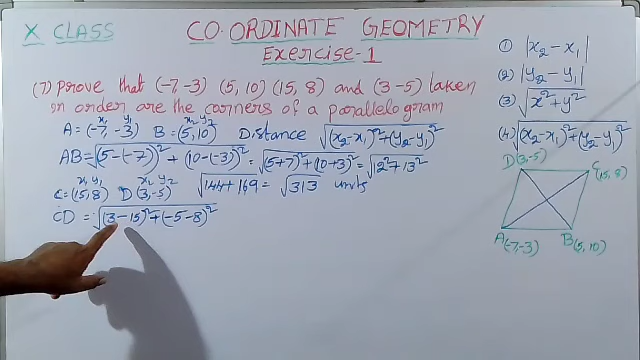 X CLASS
CO-ORDINATE GEOMETRY
Exercise-1
(7) Prove that (-7,-3) (5, 10) (15, 8) and (3 -5) taken
in order are the corners of a parallelogram
x₁ y₁ x₂ y₂
A = (-7, -3) B = (5, 10) Distance √(x₂-x₁)²+(y₂-y₁)²
AB = √(5-(-7))² + (10-(-3))² = √(5+7)²+(10+3)² = √12²+13²
x₁ y₁ x₂ y₂
C = (15, 8) D (3, -5) √144+169 = √313 units
CD = √(3-15)²+(-5-8)²
① |x₂-x₁|
(2) |y₂-y₁|
(3) √x²+y²
(4) √(x₂-x₁)²+(y₂-y₁)²
D (3,-5)
C (15, 8)
A (-7,-3)
B (5, 10)